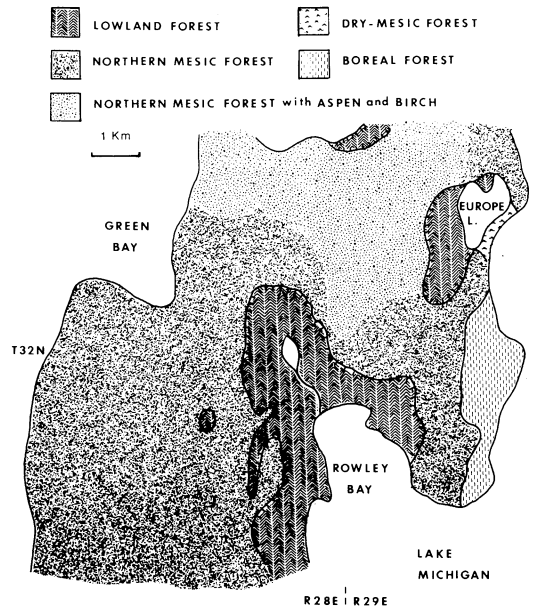 LOWLAND FOREST
DRY-MESIC FOREST
NORTHERN MESIC FOREST
BOREAL FOREST
NORTHERN MESIC FOREST with ASPEN and BIRCH
1 Km
EUROPE
L.
GREEN
BAY
T32N
ROWLEY
BAY
LAKE
MICHIGAN
R28E | R29E